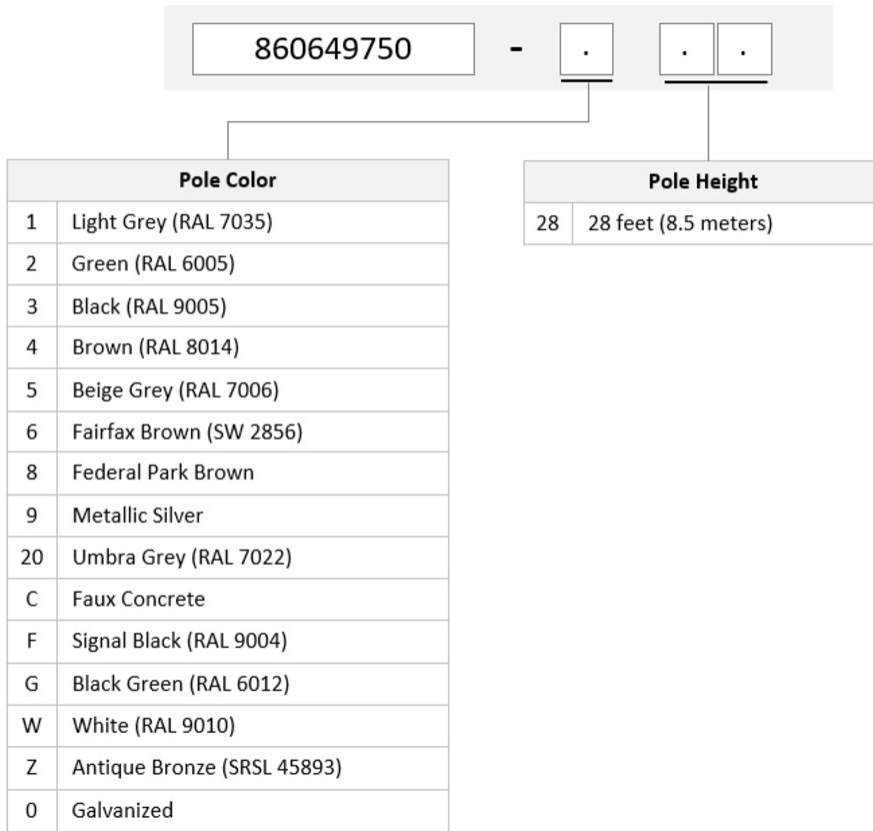 860649750 - . . .
Pole Color
1 Light Grey (RAL 7035)
2 Green (RAL 6005)
3 Black (RAL 9005)
4 Brown (RAL 8014)
5 Beige Grey (RAL 7006)
6 Fairfax Brown (SW 2856)
8 Federal Park Brown
9 Metallic Silver
20 Umbra Grey (RAL 7022)
C Faux Concrete
F Signal Black (RAL 9004)
G Black Green (RAL 6012)
W White (RAL 9010)
Z Antique Bronze (SRSL 45893)
0 Galvanized
Pole Height
28 28 feet (8.5 meters)